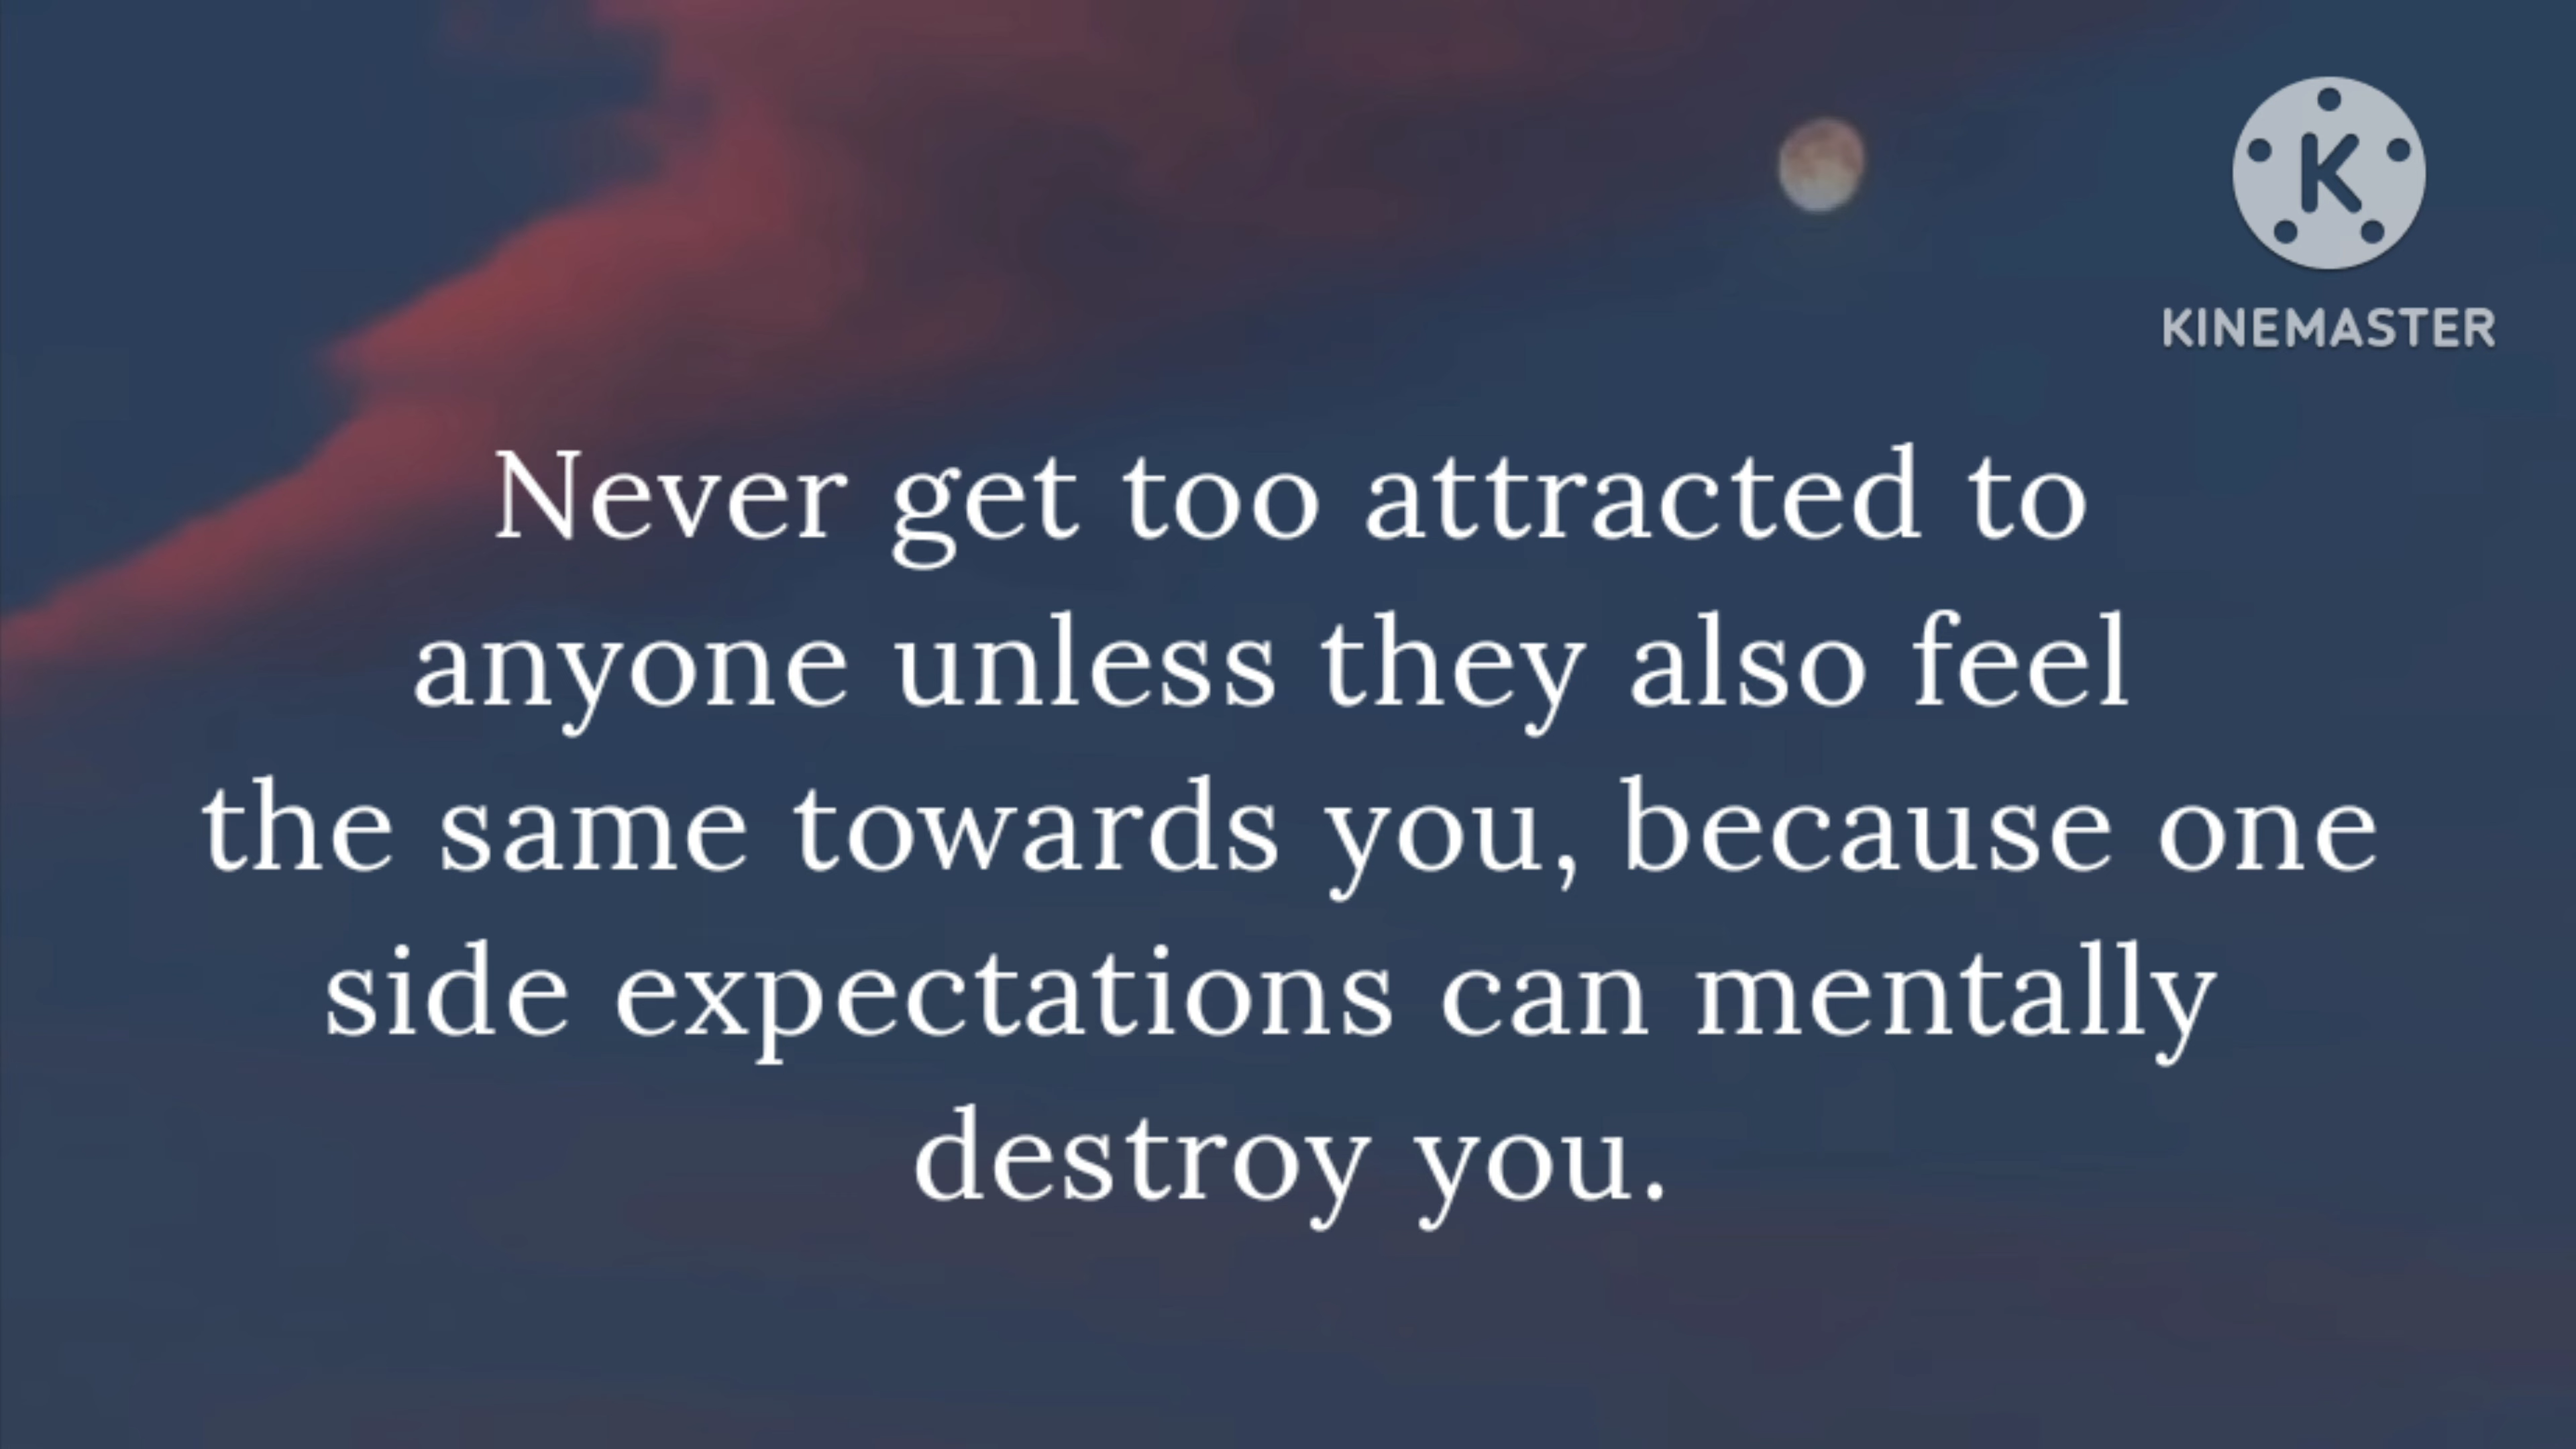 K
KINEMASTER
Never get too attracted to
anyone unless they also feel
the same towards you, because one
side expectations can mentally
destroy you.